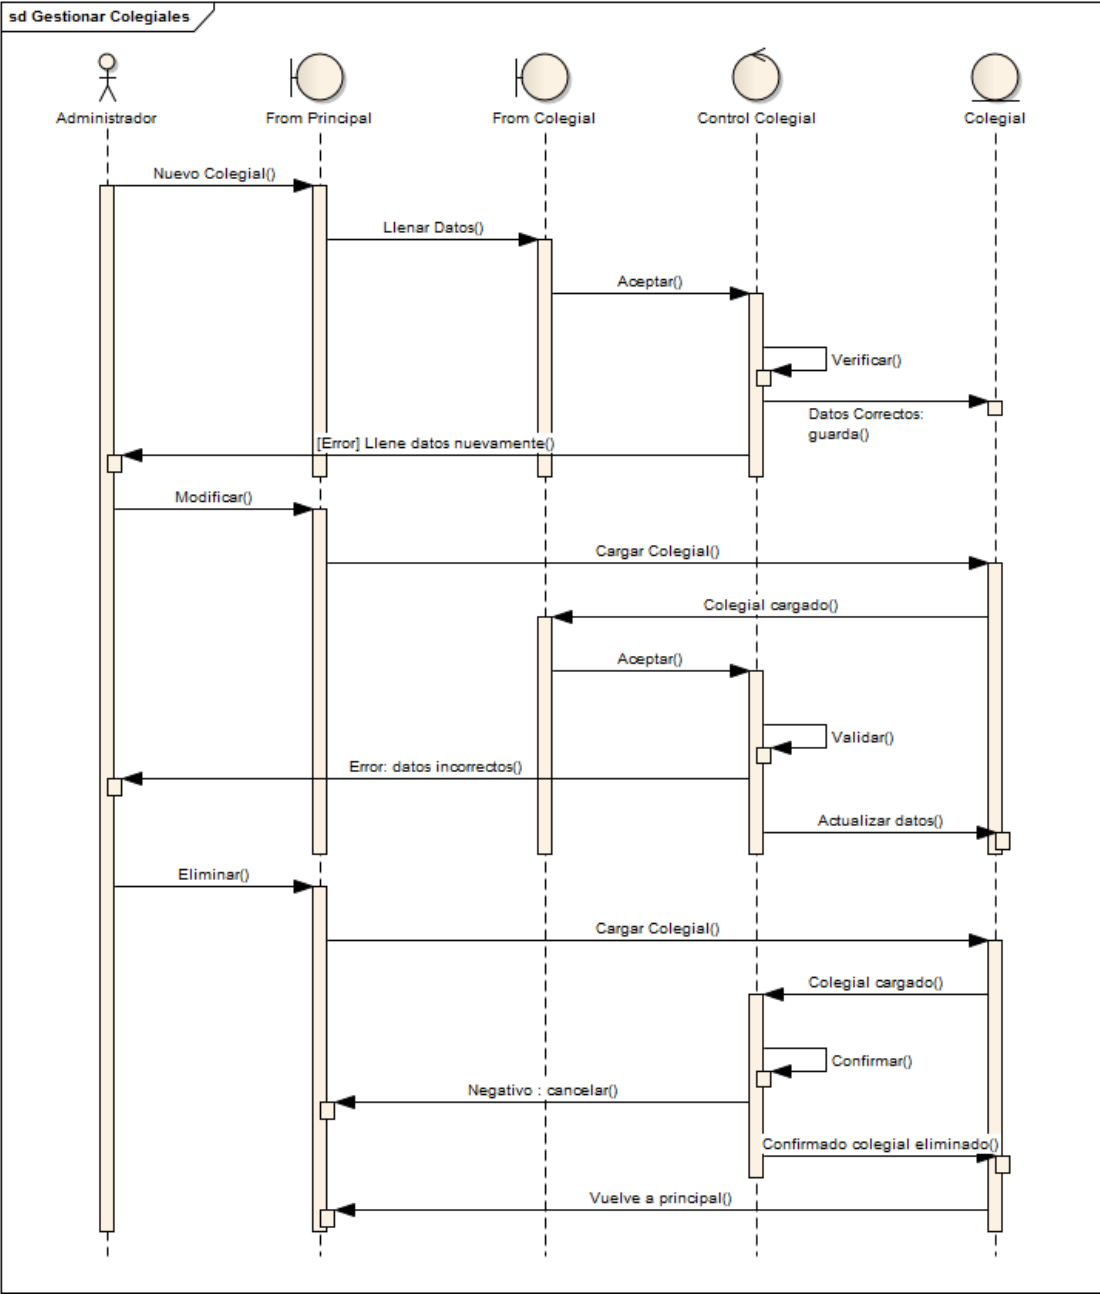 sd Gestionar Colegiales
Administrador
From Principal
From Colegial
Control Colegial
Colegial
Nuevo Colegial()
Llenar Datos()
Aceptar()
Verificar()
Datos Correctos:
guarda()
[Error] Llene datos nuevamente()
Modificar()
Cargar Colegial()
Colegial cargado()
Aceptar()
Validar()
Error: datos incorrectos()
Actualizar datos()
Eliminar()
Cargar Colegial()
Colegial cargado()
Confirmar()
Negativo : cancelar()
Confirmado colegial eliminado()
Vuelve a principal()